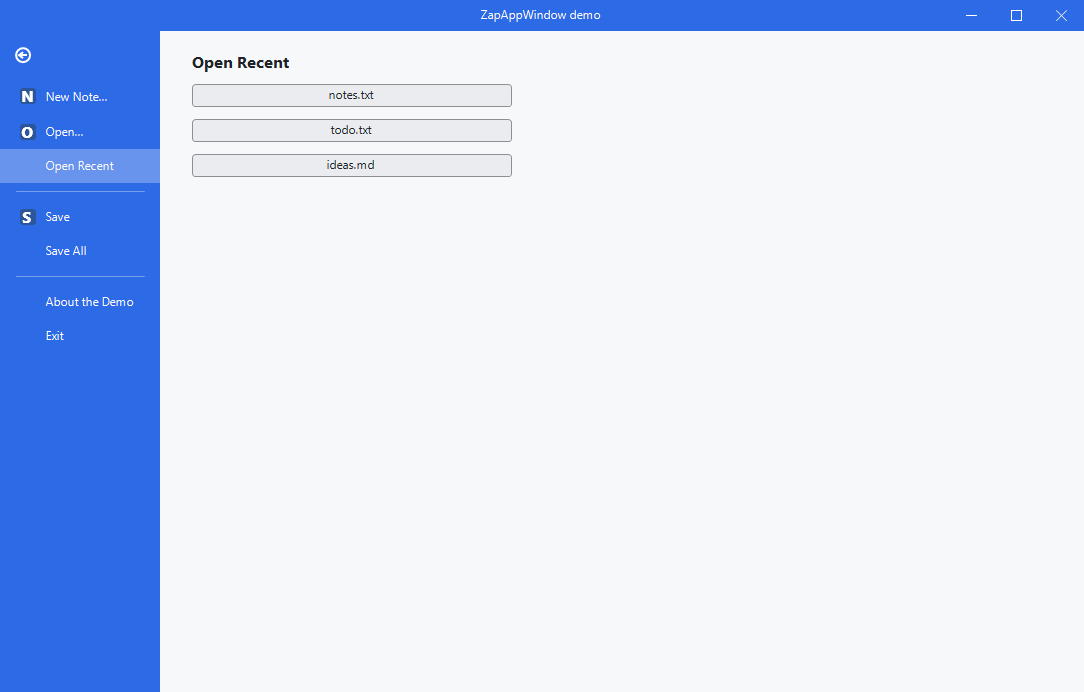 ZapAppWindow demo
N New Note...
O Open...
Open Recent
S Save
Save All
About the Demo
Exit
Open Recent
notes.txt
todo.txt
ideas.md